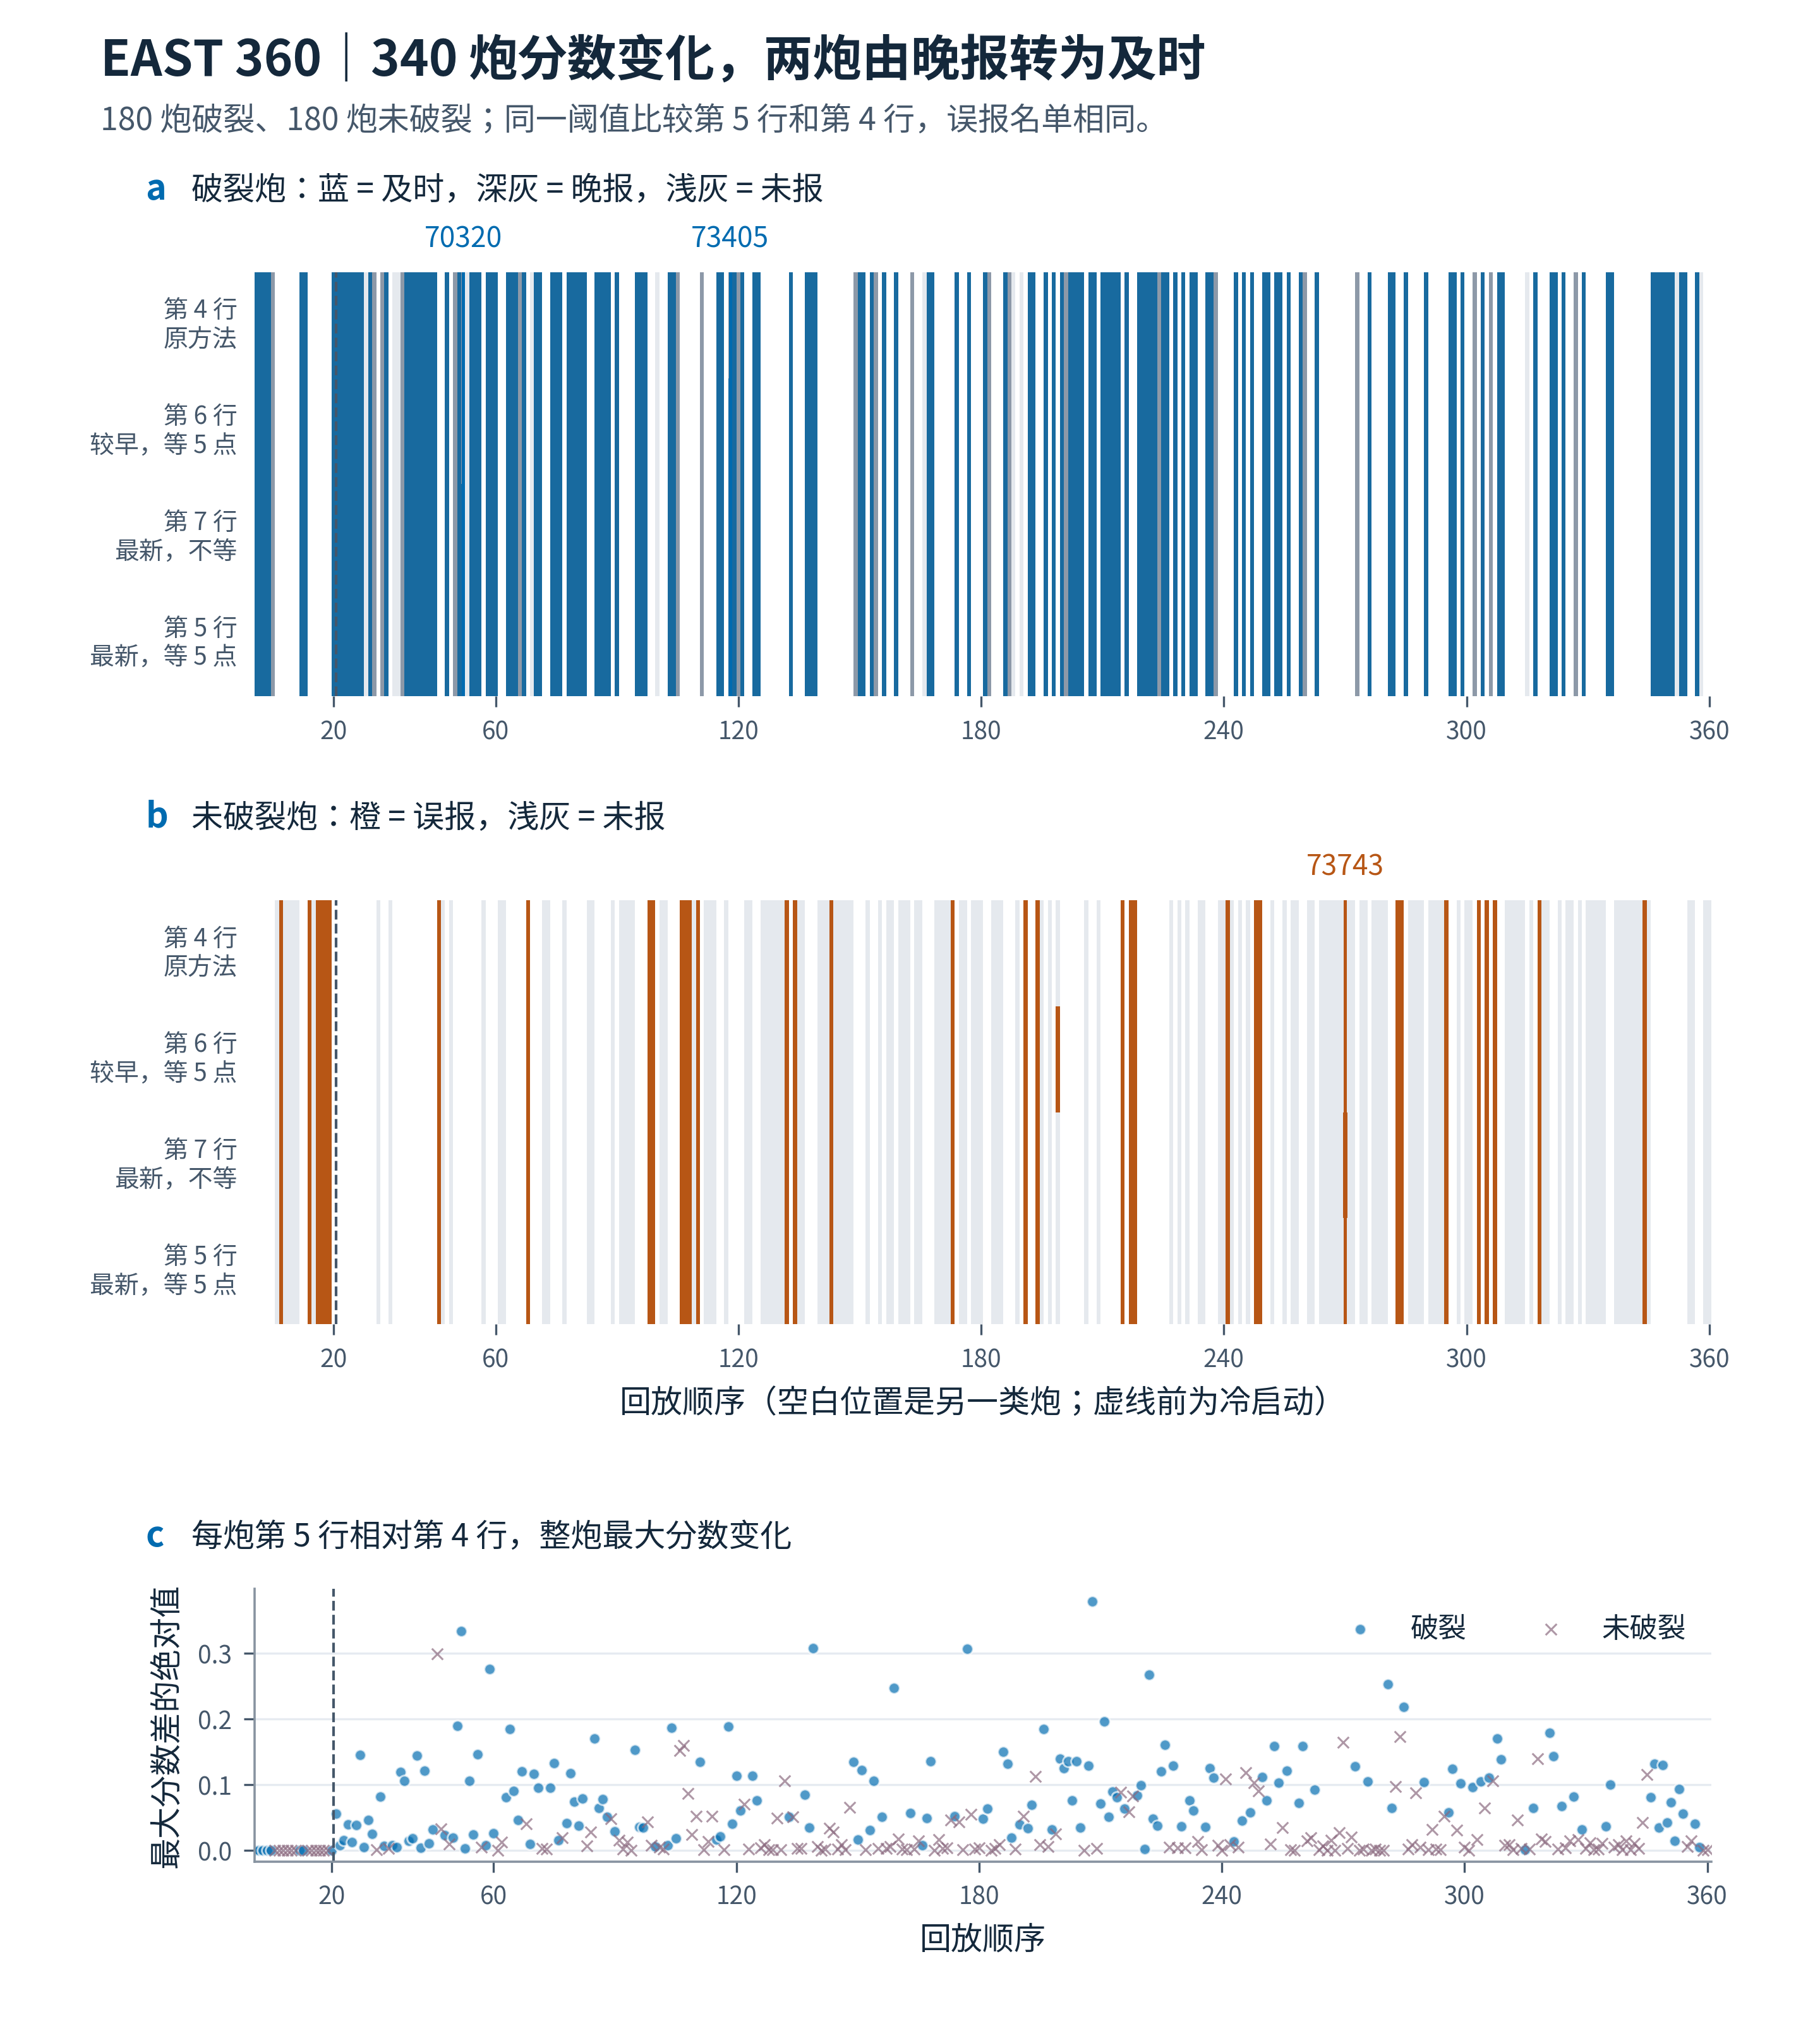 EAST 360｜340 炮分数变化，两炮由晚报转为及时
180 炮破裂、180 炮未破裂；同一阈值比较第 5 行和第 4 行，误报名单相同。
a 破裂炮：蓝 = 及时，深灰 = 晚报，浅灰 = 未报
70320 73405
第 4 行
原方法
第 6 行
较早，等 5 点
第 7 行
最新，不等
第 5 行
最新，等 5 点
20 60 120 180 240 300 360
b 未破裂炮：橙 = 误报，浅灰 = 未报
73743
第 4 行
原方法
第 6 行
较早，等 5 点
第 7 行
最新，不等
第 5 行
最新，等 5 点
20 60 120 180 240 300 360
回放顺序（空白位置是另一类炮；虚线前为冷启动）
c 每炮第 5 行相对第 4 行，整炮最大分数变化
最大分数差的绝对值
破裂 未破裂
0.3
0.2
0.1
0.0
20 60 120 180 240 300 360
回放顺序